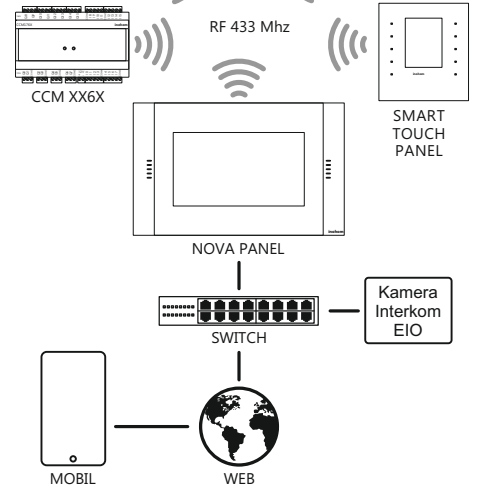 RF 433 Mhz
CCM XX6X
SMART
TOUCH
PANEL
NOVA PANEL
SWITCH
Kamera
Interkom
EIO
MOBIL
WEB